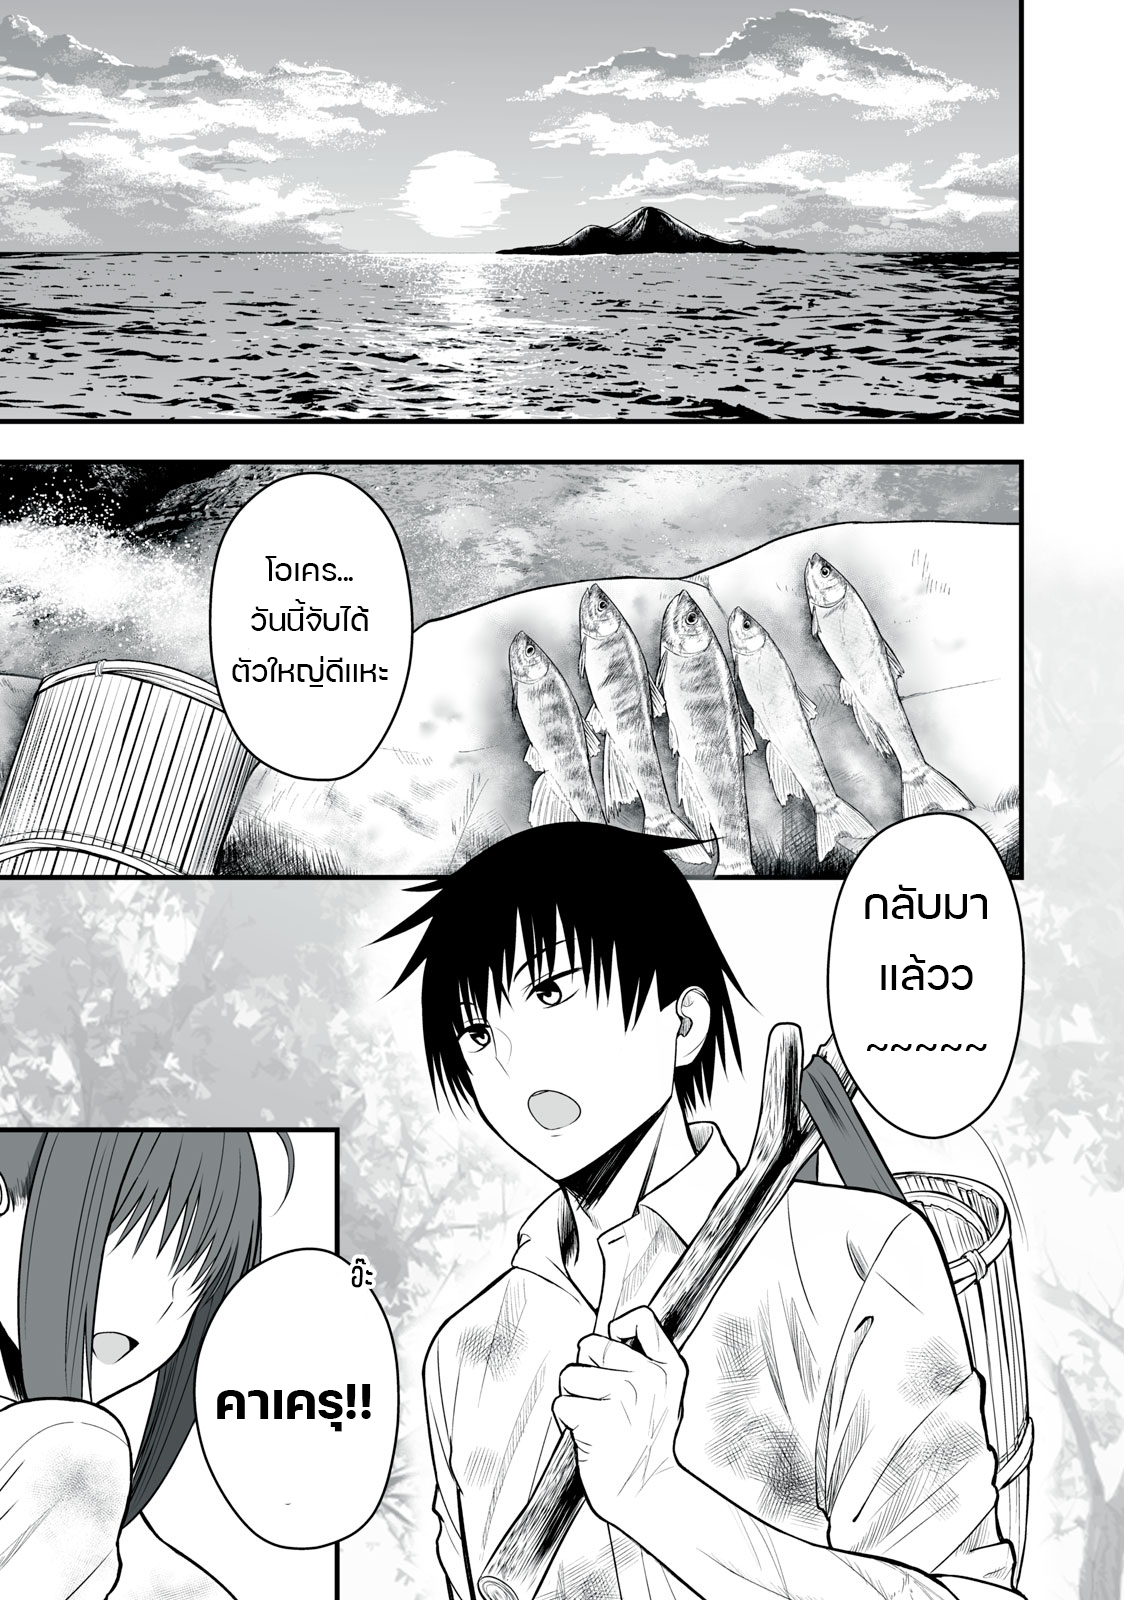 โอเคร...
วันนี้จับได้
ตัวใหญ่ดีแหะ
กลับมา
แล้วว
~~~~~
อ๊ะ
คาเครุ!!